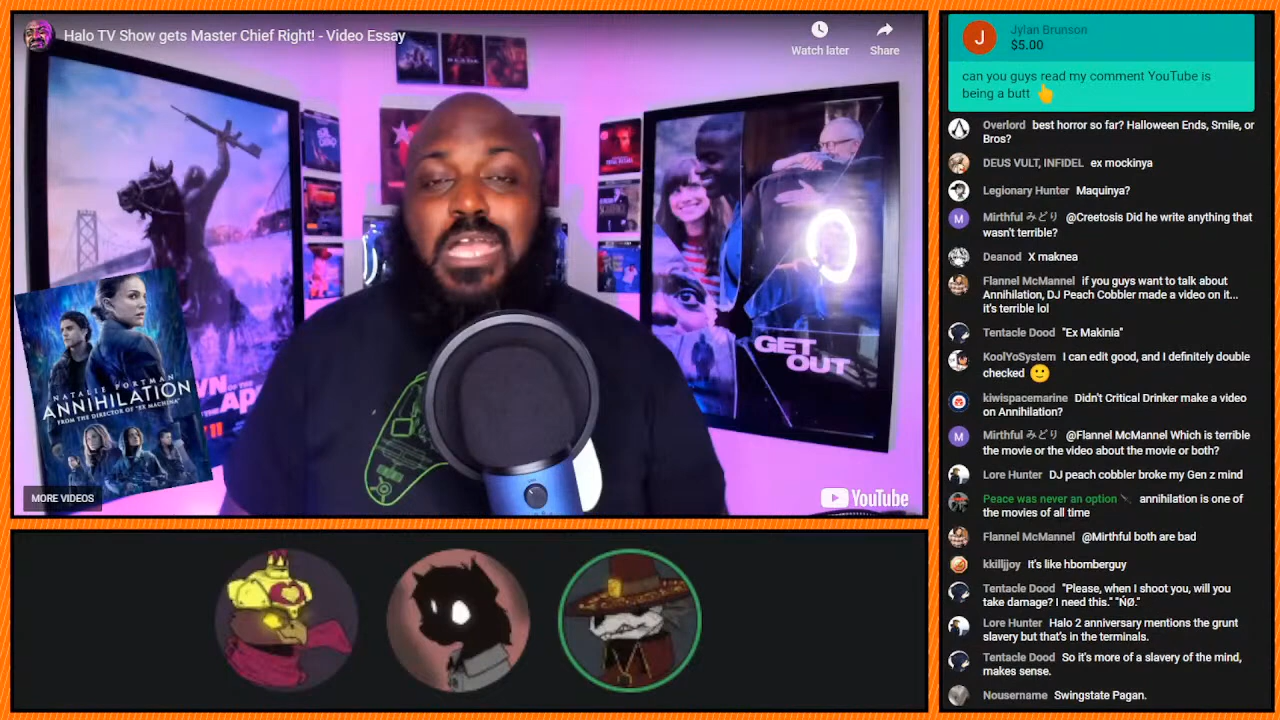 Halo TV Show gets Master Chief Right! - Video Essay
Watch later
Share
GET
OUT
NATALIE PORTMAN
ANNIHILATION
FROM THE DIRECTOR OF "EX MACHINA"
MORE VIDEOS
YouTube
J
Jylan Brunson
$5.00
can you guys read my comment YouTube is
being a butt 👆
Overlord best horror so far? Halloween Ends, Smile, or
Bros?
DEUS VULT, INFIDEL ex mockinya
Legionary Hunter Maquinya?
M
Mirthful みどり @Creetosis Did he write anything that
wasn't terrible?
Deanod X maknea
Flannel McMannel if you guys want to talk about
Annihilation, DJ Peach Cobbler made a video on it...
it's terrible lol
Tentacle Dood "Ex Makinia"
KoolYoSystem I can edit good, and I definitely double
checked 🙂
kiwispacemarine Didn't Critical Drinker make a video
on Annihilation?
M
Mirthful みどり @Flannel McMannel Which is terrible
the movie or the video about the movie or both?
Lore Hunter DJ peach cobbler broke my Gen z mind
Peace was never an option annihilation is one of
the movies of all time
Flannel McMannel @Mirthful both are bad
kkilljjoy It's like hbomberguy
Tentacle Dood "Please, when I shoot you, will you
take damage? I need this." "ŃØ."
Lore Hunter Halo 2 anniversary mentions the grunt
slavery but that's in the terminals.
Tentacle Dood So it's more of a slavery of the mind,
makes sense.
Nousername Swingstate Pagan.